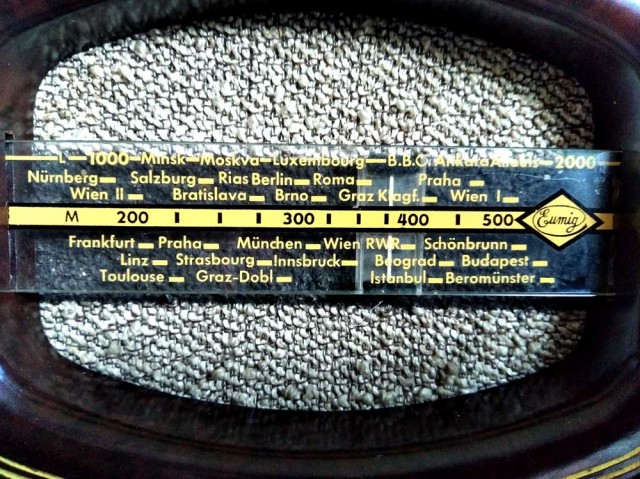 L 1000 Minsk Moskva Luxembourg B.B.C. Ankara Allouis 2000
Nürnberg Salzburg Rias Berlin Roma Praha
Wien II Bratislava Brno Graz Klagf. Wien I
M 200 300 400 500 Eumig
Frankfurt Praha München Wien RWR Schönbrunn
Linz Strasbourg Innsbruck Beograd Budapest
Toulouse Graz-Dobl Istanbul Beromünster